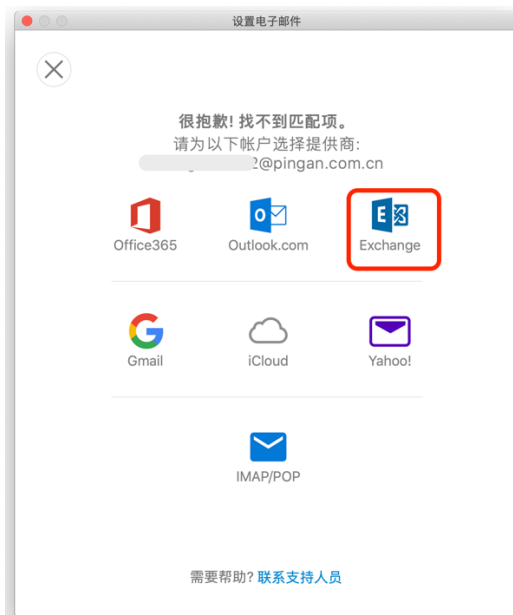 设置电子邮件
很抱歉! 找不到匹配项。
请为以下帐户选择提供商:
2@pingan.com.cn
Office365
Outlook.com
Exchange
Gmail
iCloud
Yahoo!
IMAP/POP
需要帮助? 联系支持人员